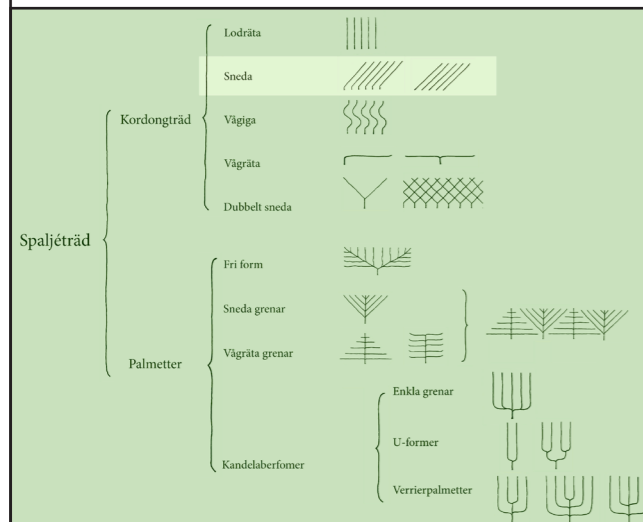 Spaljéträd
Kordongträd
Lodräta
Sneda
Vågiga
Vågräta
Dubbelt sneda
Palmetter
Fri form
Sneda grenar
Vågräta grenar
Kandelaberfomer
Enkla grenar
U-former
Verrierpalmetter